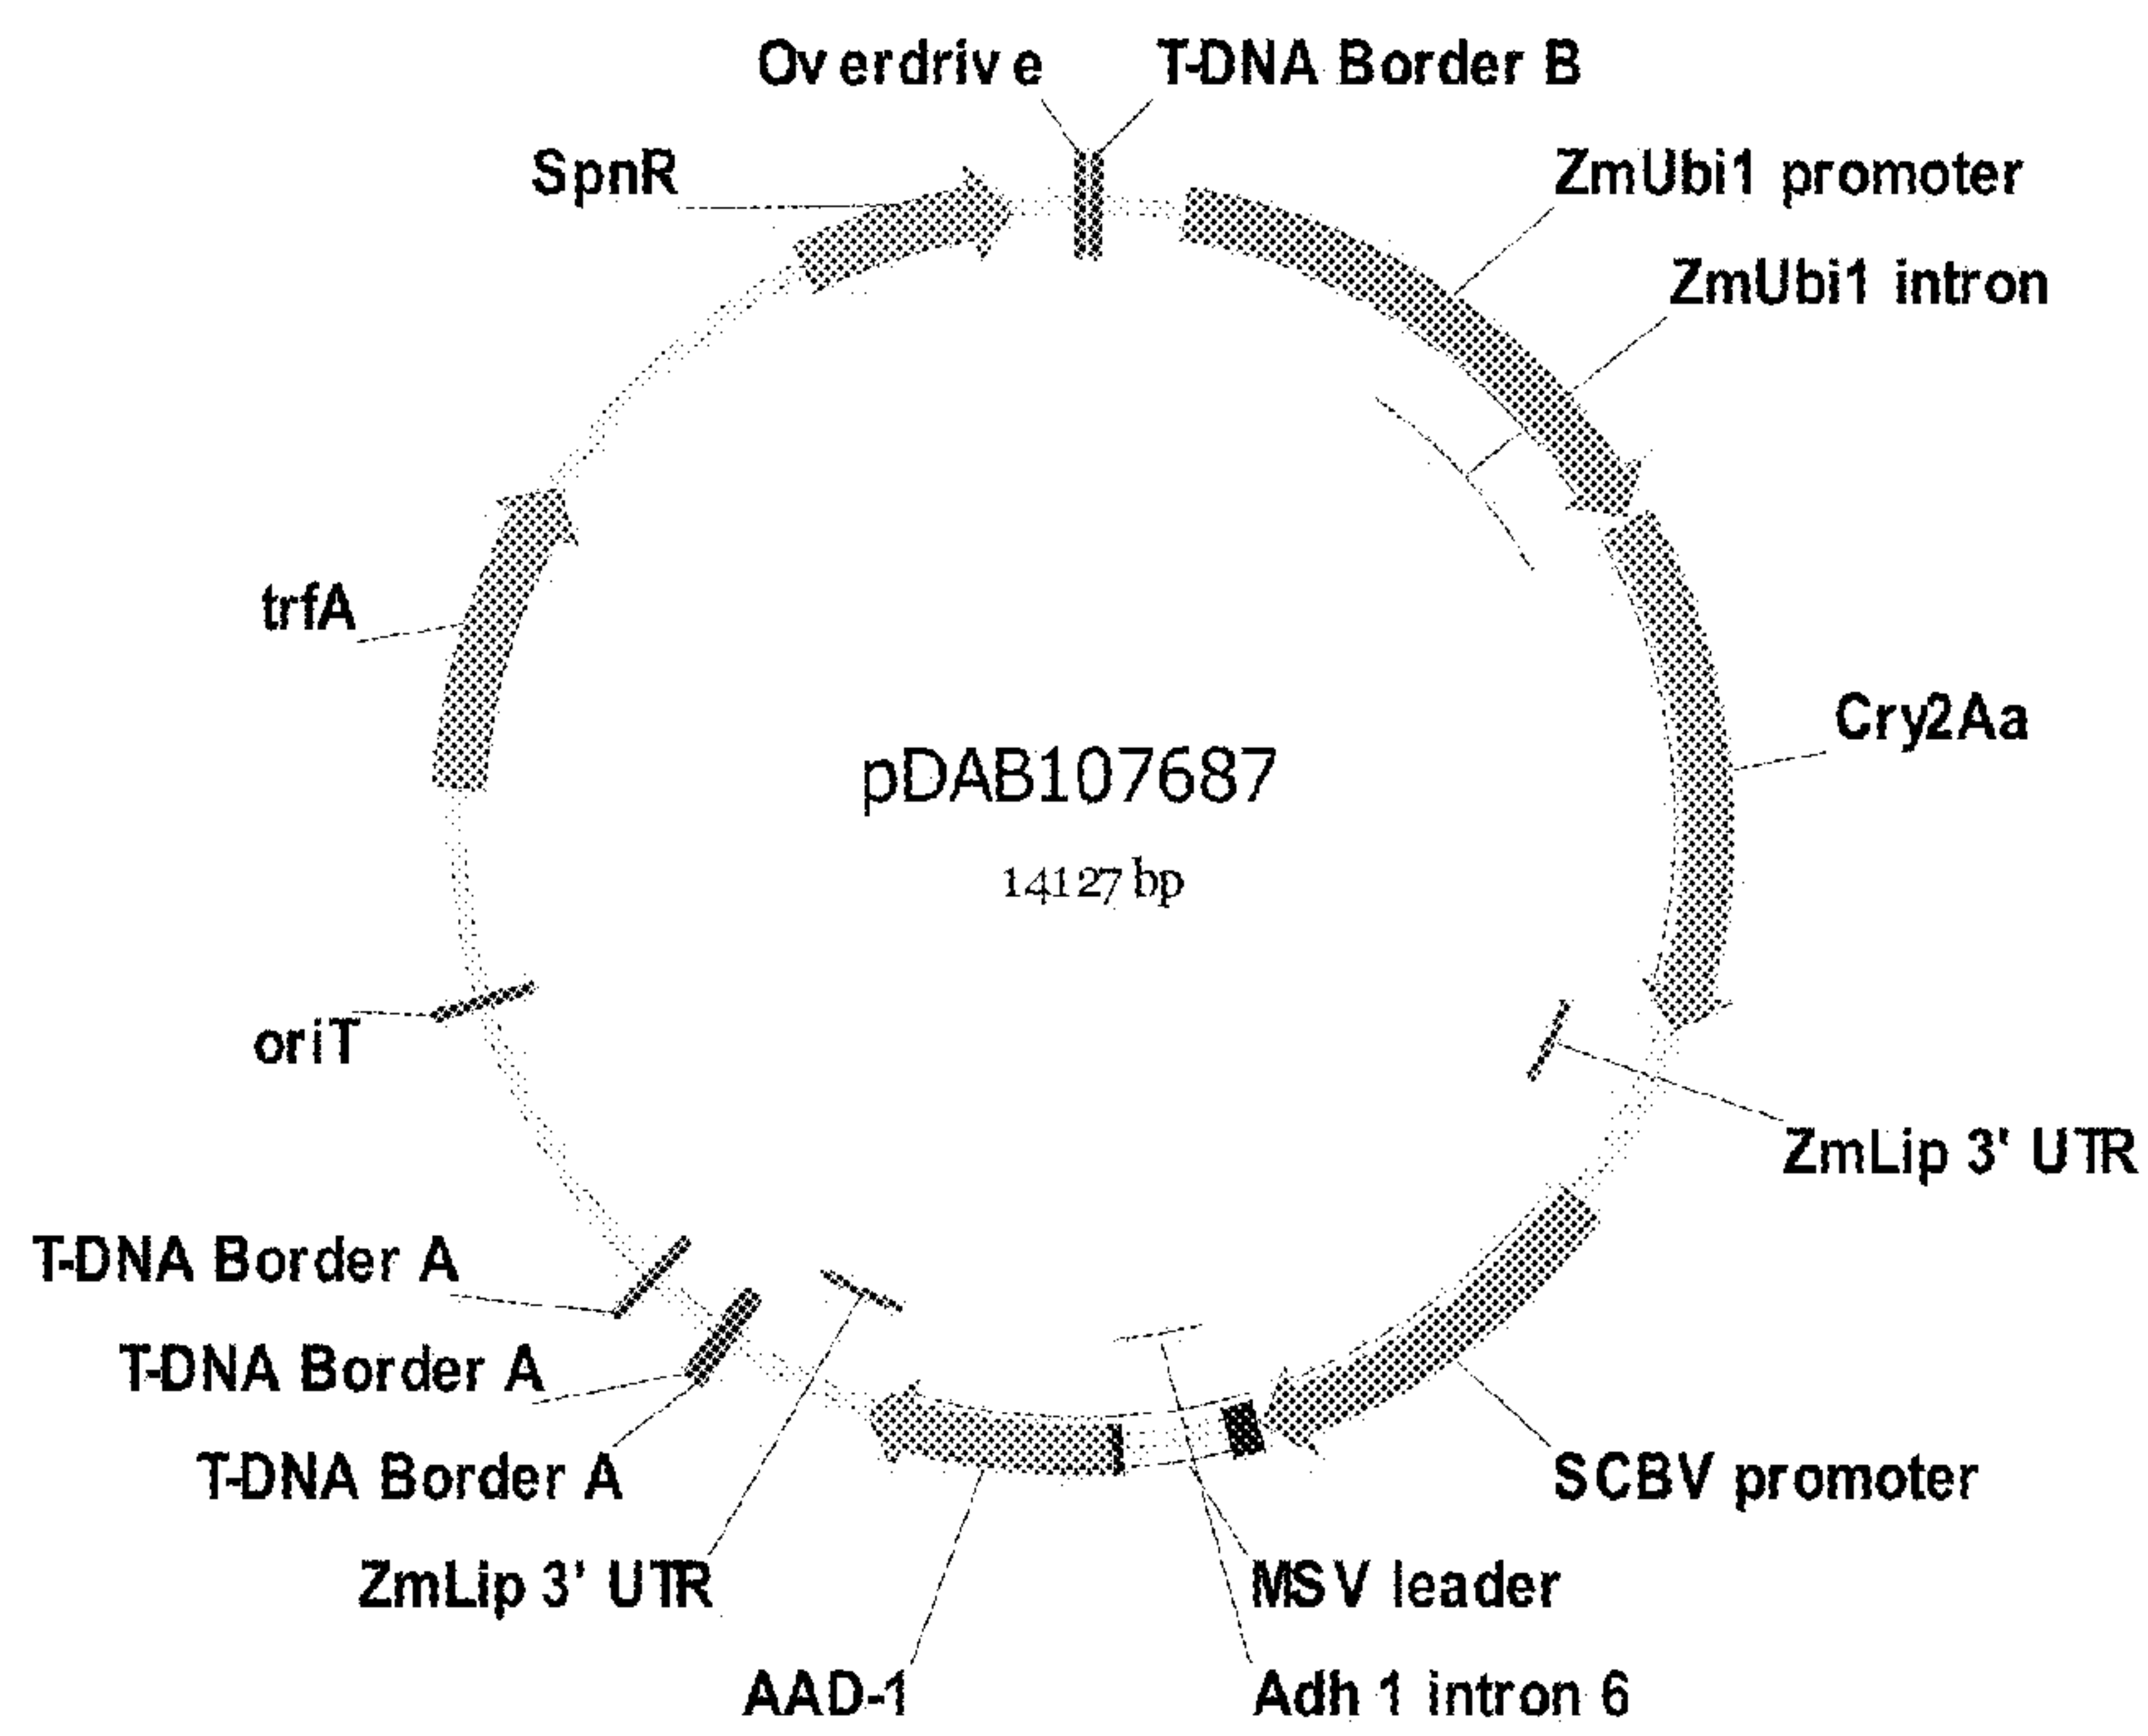 Overdrive
T-DNA Border B
SpnR
ZmUbi1 promoter
ZmUbi1 intron
trfA
Cry2Aa
pDAB107687
14127 bp
oriT
ZmLip 3' UTR
T-DNA Border A
T-DNA Border A
T-DNA Border A
SCBV promoter
ZmLip 3' UTR
MSV leader
AAD-1
Adh 1 intron 6